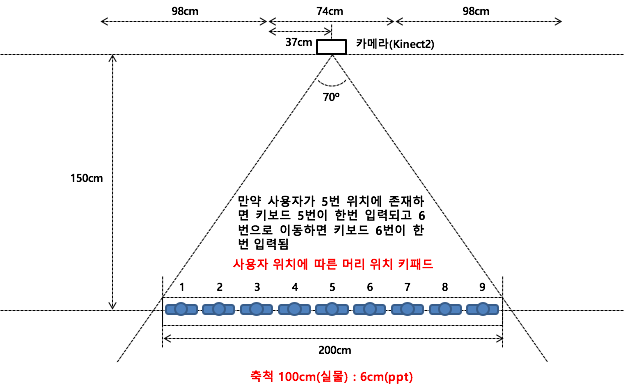 98cm 74cm 98cm
37cm 카메라(Kinect2)
70º
150cm
만약 사용자가 5번 위치에 존재하
면 키보드 5번이 한번 입력되고 6
번으로 이동하면 키보드 6번이 한
번 입력됨
사용자 위치에 따른 머리 위치 키패드
1 2 3 4 5 6 7 8 9
200cm
축척 100cm(실물) : 6cm(ppt)